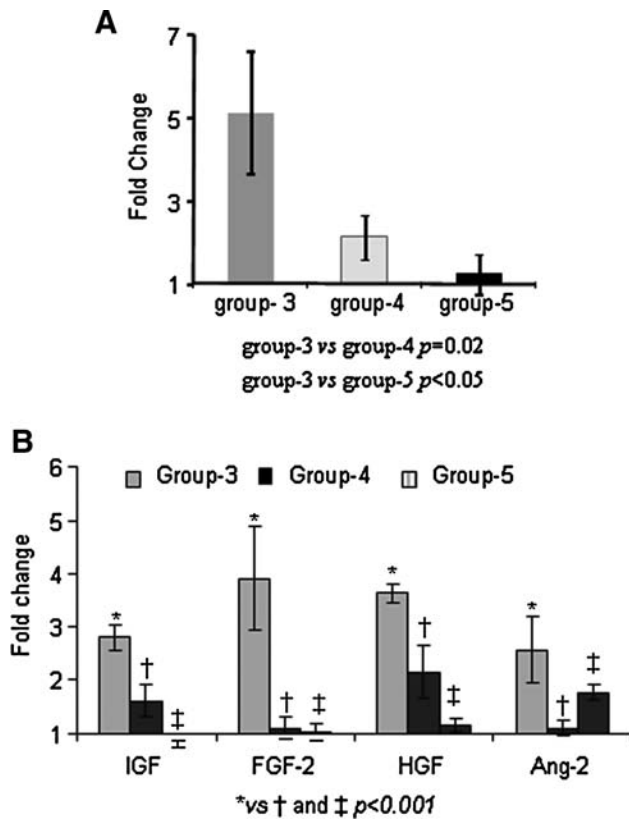 A
Fold Change
7
5
3
1
group- 3 group-4 group-5
group-3 vs group-4 p=0.02
group-3 vs group-5 p<0.05
B
Fold change
6
5
4
3
2
1
Group-3 Group-4 Group-5
* † ‡
* † ‡
* † ‡
* † ‡
IGF FGF-2 HGF Ang-2
*vs † and ‡ p<0.001